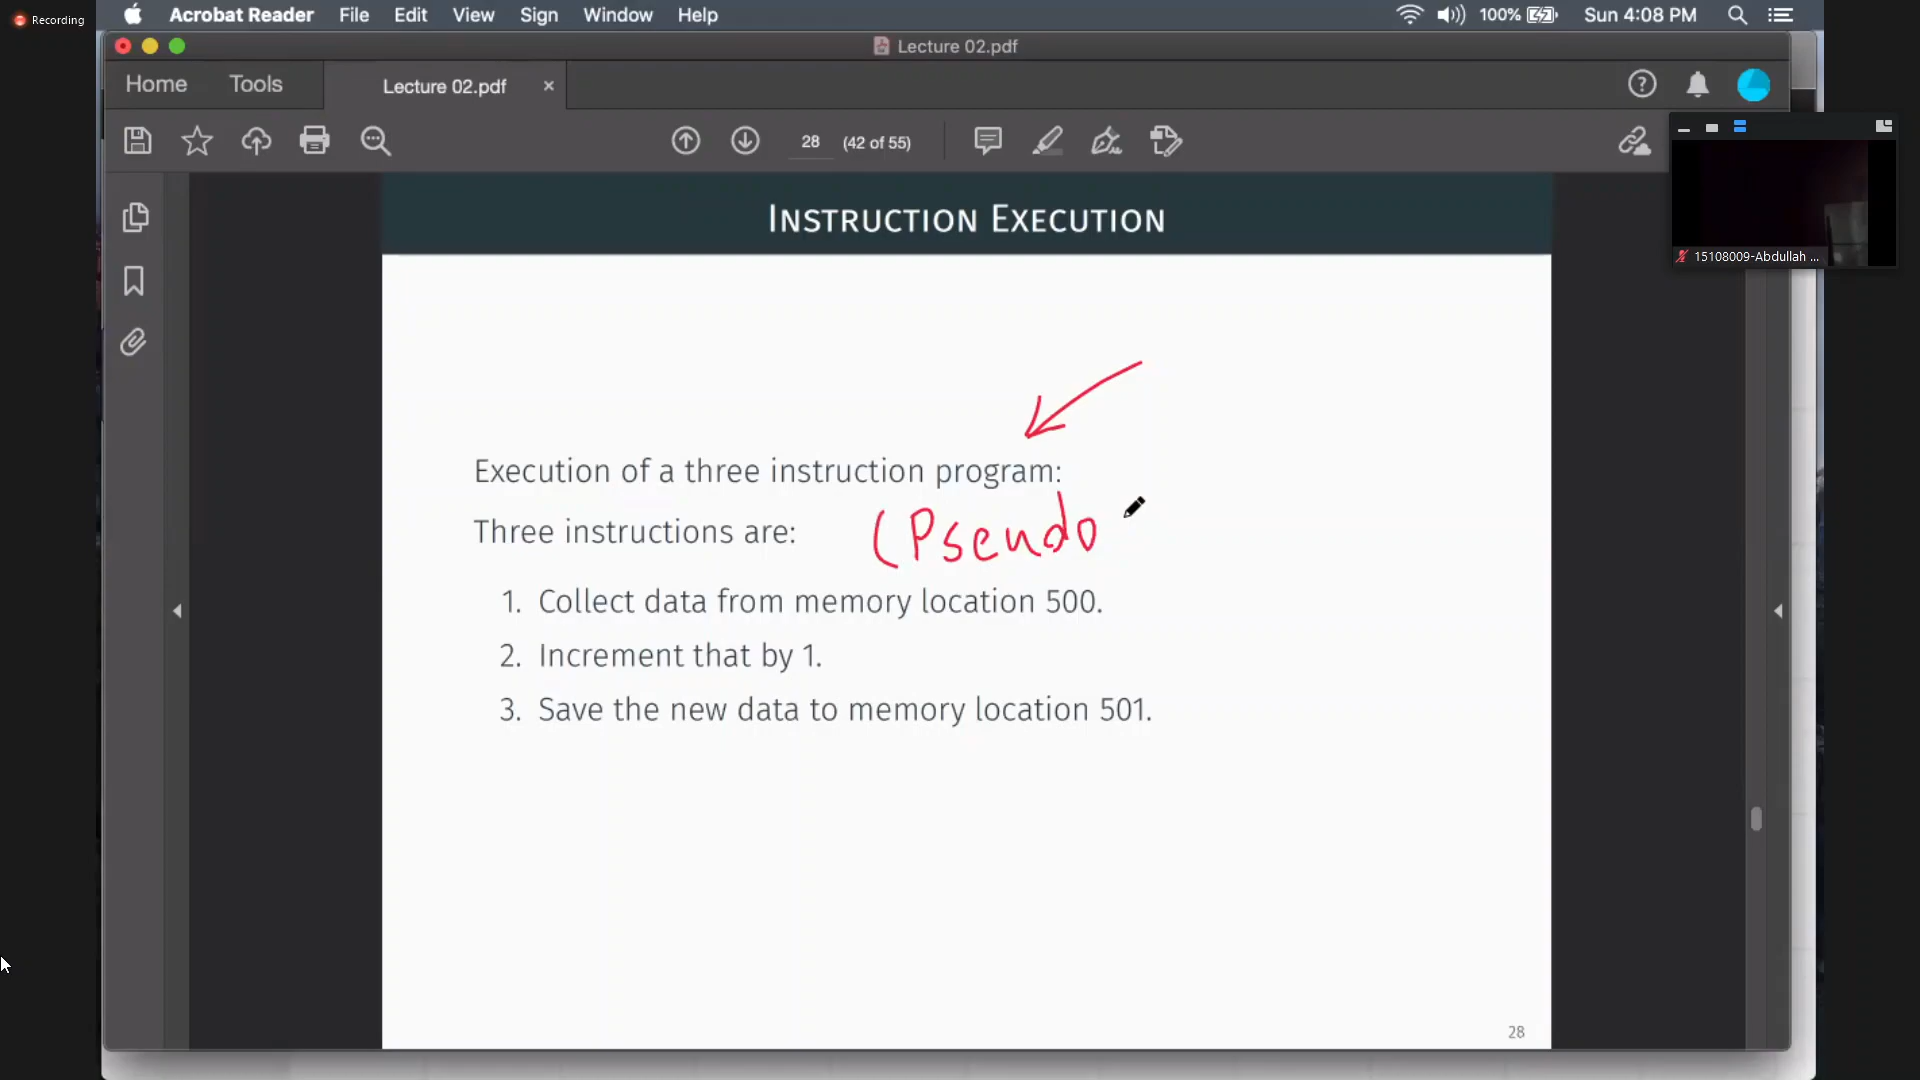 Recording
Acrobat Reader File Edit View Sign Window Help 100% Sun 4:08 PM
Lecture 02.pdf
Home Tools Lecture 02.pdf ×
28 (42 of 55)
15108009-Abdullah ...
INSTRUCTION EXECUTION
Execution of a three instruction program:
Three instructions are: (Pseudo
1. Collect data from memory location 500.
2. Increment that by 1.
3. Save the new data to memory location 501.
28